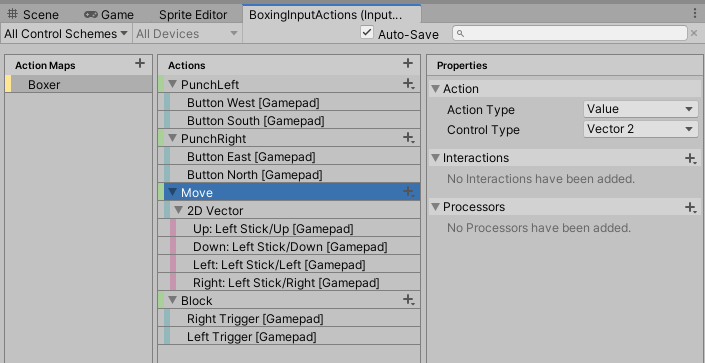 Scene Game Sprite Editor BoxingInputActions (Input...
All Control Schemes All Devices Auto-Save
Action Maps
Boxer
Actions
PunchLeft
Button West [Gamepad]
Button South [Gamepad]
PunchRight
Button East [Gamepad]
Button North [Gamepad]
Move
2D Vector
Up: Left Stick/Up [Gamepad]
Down: Left Stick/Down [Gamepad]
Left: Left Stick/Left [Gamepad]
Right: Left Stick/Right [Gamepad]
Block
Right Trigger [Gamepad]
Left Trigger [Gamepad]
Properties
Action
Action Type Value
Control Type Vector 2
Interactions
No Interactions have been added.
Processors
No Processors have been added.